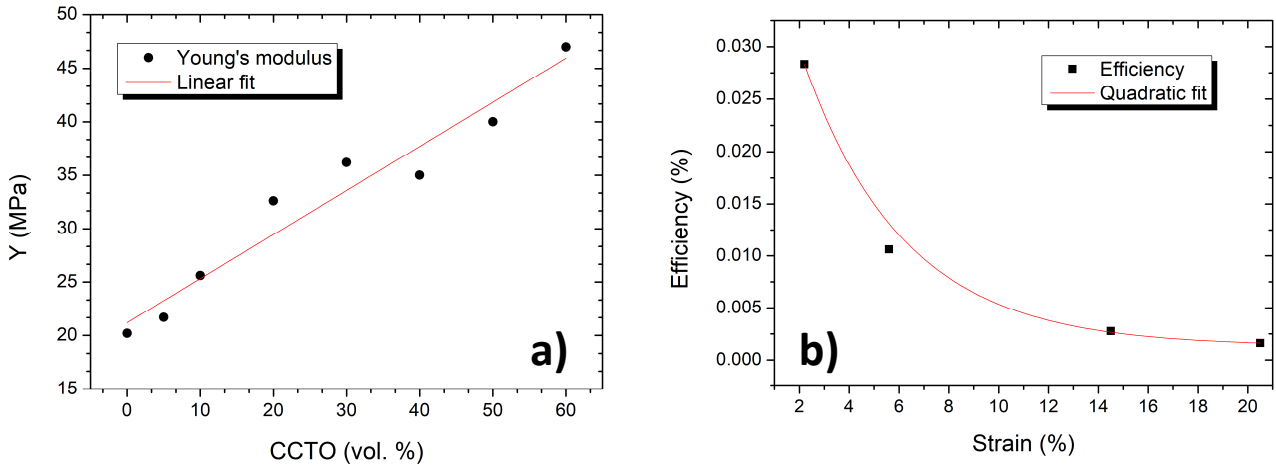 50
45
40
35
30
25
20
15
Y (MPa)
Young's modulus
Linear fit
a)
0 10 20 30 40 50 60
CCTO (vol. %)
0.030
0.025
0.020
0.015
0.010
0.005
0.000
Efficiency (%)
Efficiency
Quadratic fit
b)
2 4 6 8 10 12 14 16 18 20
Strain (%)